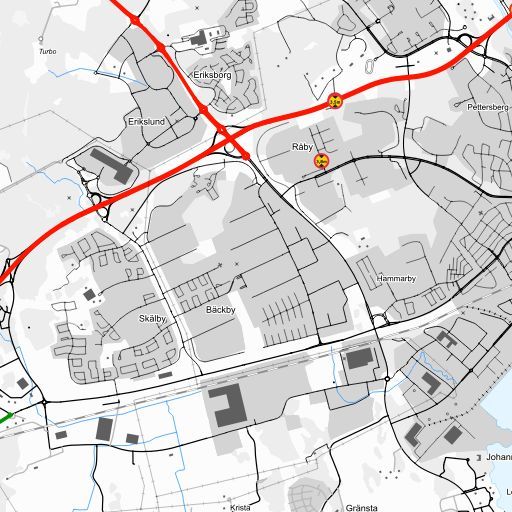 Turbo
Eriksborg
Pettersberg
Erikslund
Råby
Hammarby
Skälby
Bäckby
Johann
Krista
Gränsta